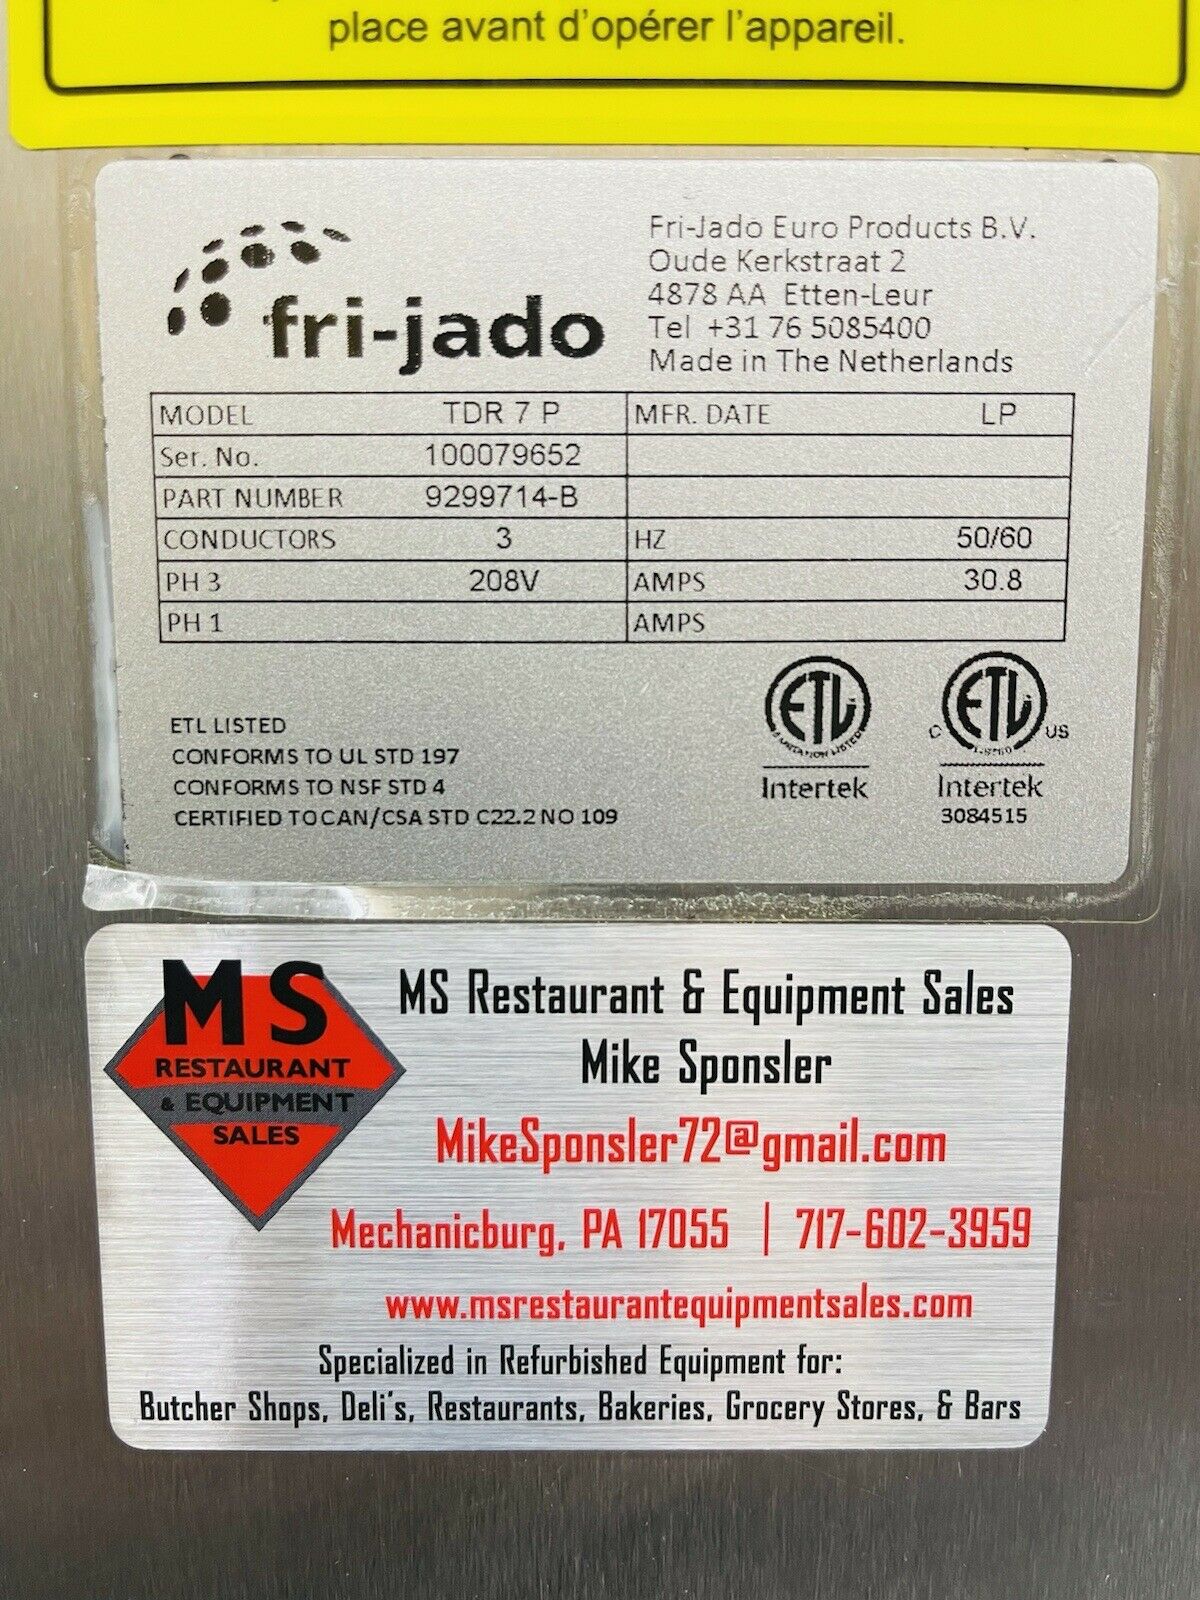 place avant d'opérer l'appareil.
fri-jado
Fri-Jado Euro Products B.V.
Oude Kerkstraat 2
4878 AA Etten-Leur
Tel +31 76 5085400
Made in The Netherlands
MODEL TDR 7 P MFR. DATE LP
Ser. No. 100079652
PART NUMBER 9299714-B
CONDUCTORS 3 HZ 50/60
PH 3 208V AMPS 30.8
PH 1 AMPS
ETL LISTED
CONFORMS TO UL STD 197
CONFORMS TO NSF STD 4
CERTIFIED TO CAN/CSA STD C22.2 NO 109
ETL
SANITATION LISTED
Intertek
C ETL US
LISTED
Intertek
3084515
MS
RESTAURANT
& EQUIPMENT
SALES
MS Restaurant & Equipment Sales
Mike Sponsler
MikeSponsler72@gmail.com
Mechanicburg, PA 17055 | 717-602-3959
www.msrestaurantequipmentsales.com
Specialized in Refurbished Equipment for:
Butcher Shops, Deli's, Restaurants, Bakeries, Grocery Stores, & Bars